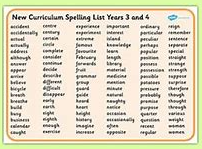 New Curriculum Spelling List Years 3 and 4
accident centre experience important ordinary reign
accidentally century experiment interest particular remember
actual certain extreme island peculiar sentence
actually circle famous knowledge perhaps separate
address complete favourite learn popular special
although consider February length position straight
answer continue forwards library possess strange
appear decide fruit material possession strength
arrive describe grammar medicine possible suppose
believe different group mention potatoes surprise
bicycle difficult guard minute pressure therefore
breath disappear guide natural probably though
breathe early heard naughty promise thought
build earth heart notice purpose through
busy eight height occasion quarter various
business eighth history occasionally question weight
calendar enough imagine often recent woman
caught exercise increase opposite regular women